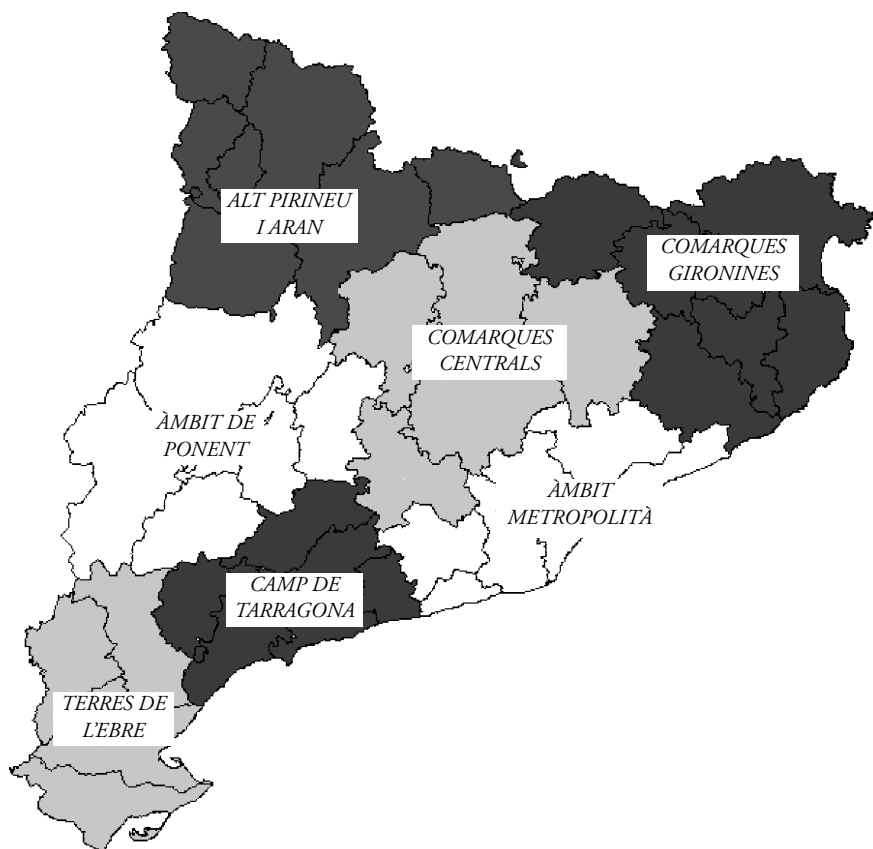 ALT PIRINEU
I ARAN
COMARQUES
GIRONINES
COMARQUES
CENTRALS
ÀMBIT DE
PONENT
ÀMBIT
METROPOLITÀ
CAMP DE
TARRAGONA
TERRES DE
L'EBRE